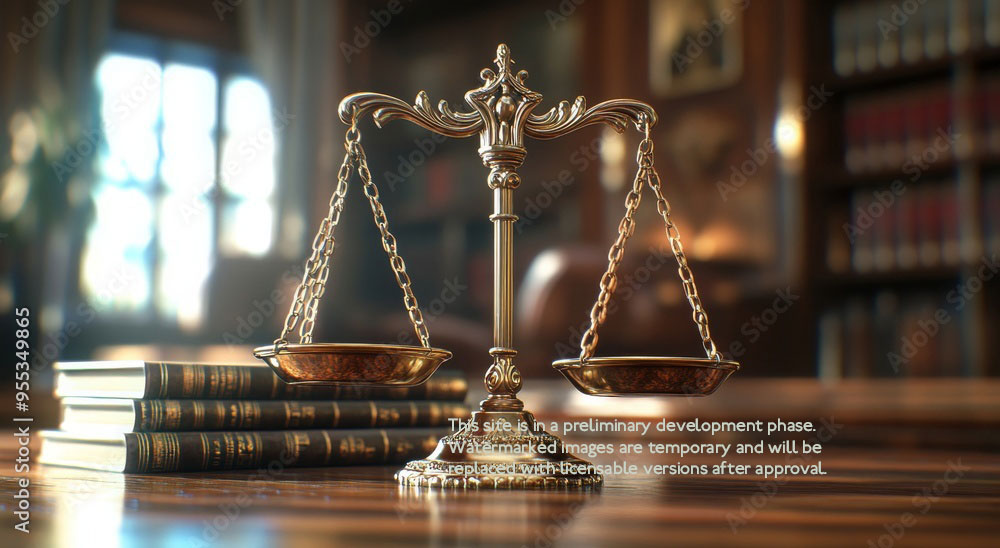 This site is in a preliminary development phase.
Watermarked images are temporary and will be
replaced with licensable versions after approval.
Adobe Stock | #955349865